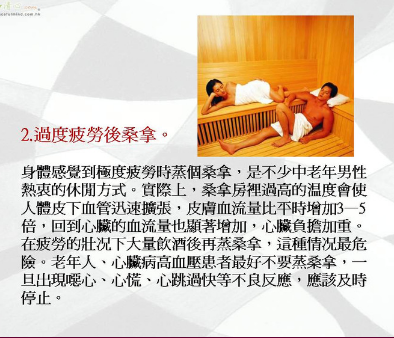 2.過度疲勞後桑拿。
身體感覺到極度疲勞時蒸個桑拿，是不少中老年男性
熱衷的休閒方式。實際上，桑拿房裡過高的溫度會使
人體皮下血管迅速擴張，皮膚血流量比平時增加3—5
倍，回到心臟的血流量也顯著增加，心臟負擔加重。
在疲勞的狀況下大量飲酒後再蒸桑拿，這種情況最危
險。老年人、心臟病高血壓患者最好不要蒸桑拿，一
旦出現噁心、心慌、心跳過快等不良反應，應該及時
停止。